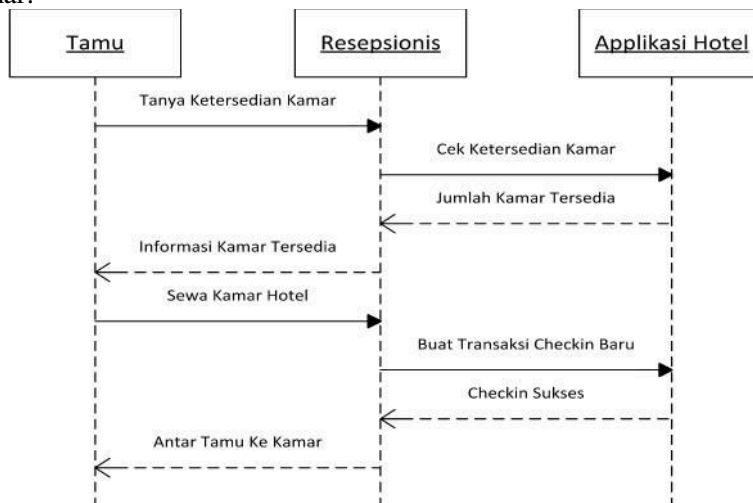 Tamu
Resepsionis
Applikasi Hotel
Tanya Ketersedian Kamar
Cek Ketersedian Kamar
Jumlah Kamar Tersedia
Informasi Kamar Tersedia
Sewa Kamar Hotel
Buat Transaksi Checkin Baru
Checkin Sukses
Antar Tamu Ke Kamar